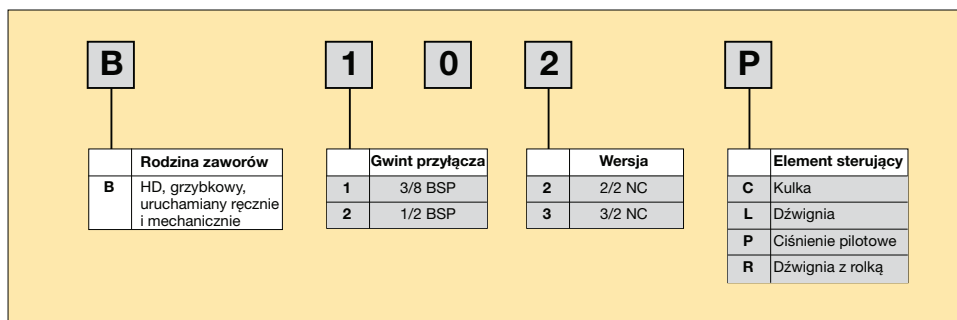 B 1 0 2 P
Rodzina zaworów
B HD, grzybkowy,
uruchamiany ręcznie
i mechanicznie
Gwint przyłącza
1 3/8 BSP
2 1/2 BSP
Wersja
2 2/2 NC
3 3/2 NC
Element sterujący
C Kulka
L Dźwignia
P Ciśnienie pilotowe
R Dźwignia z rolką